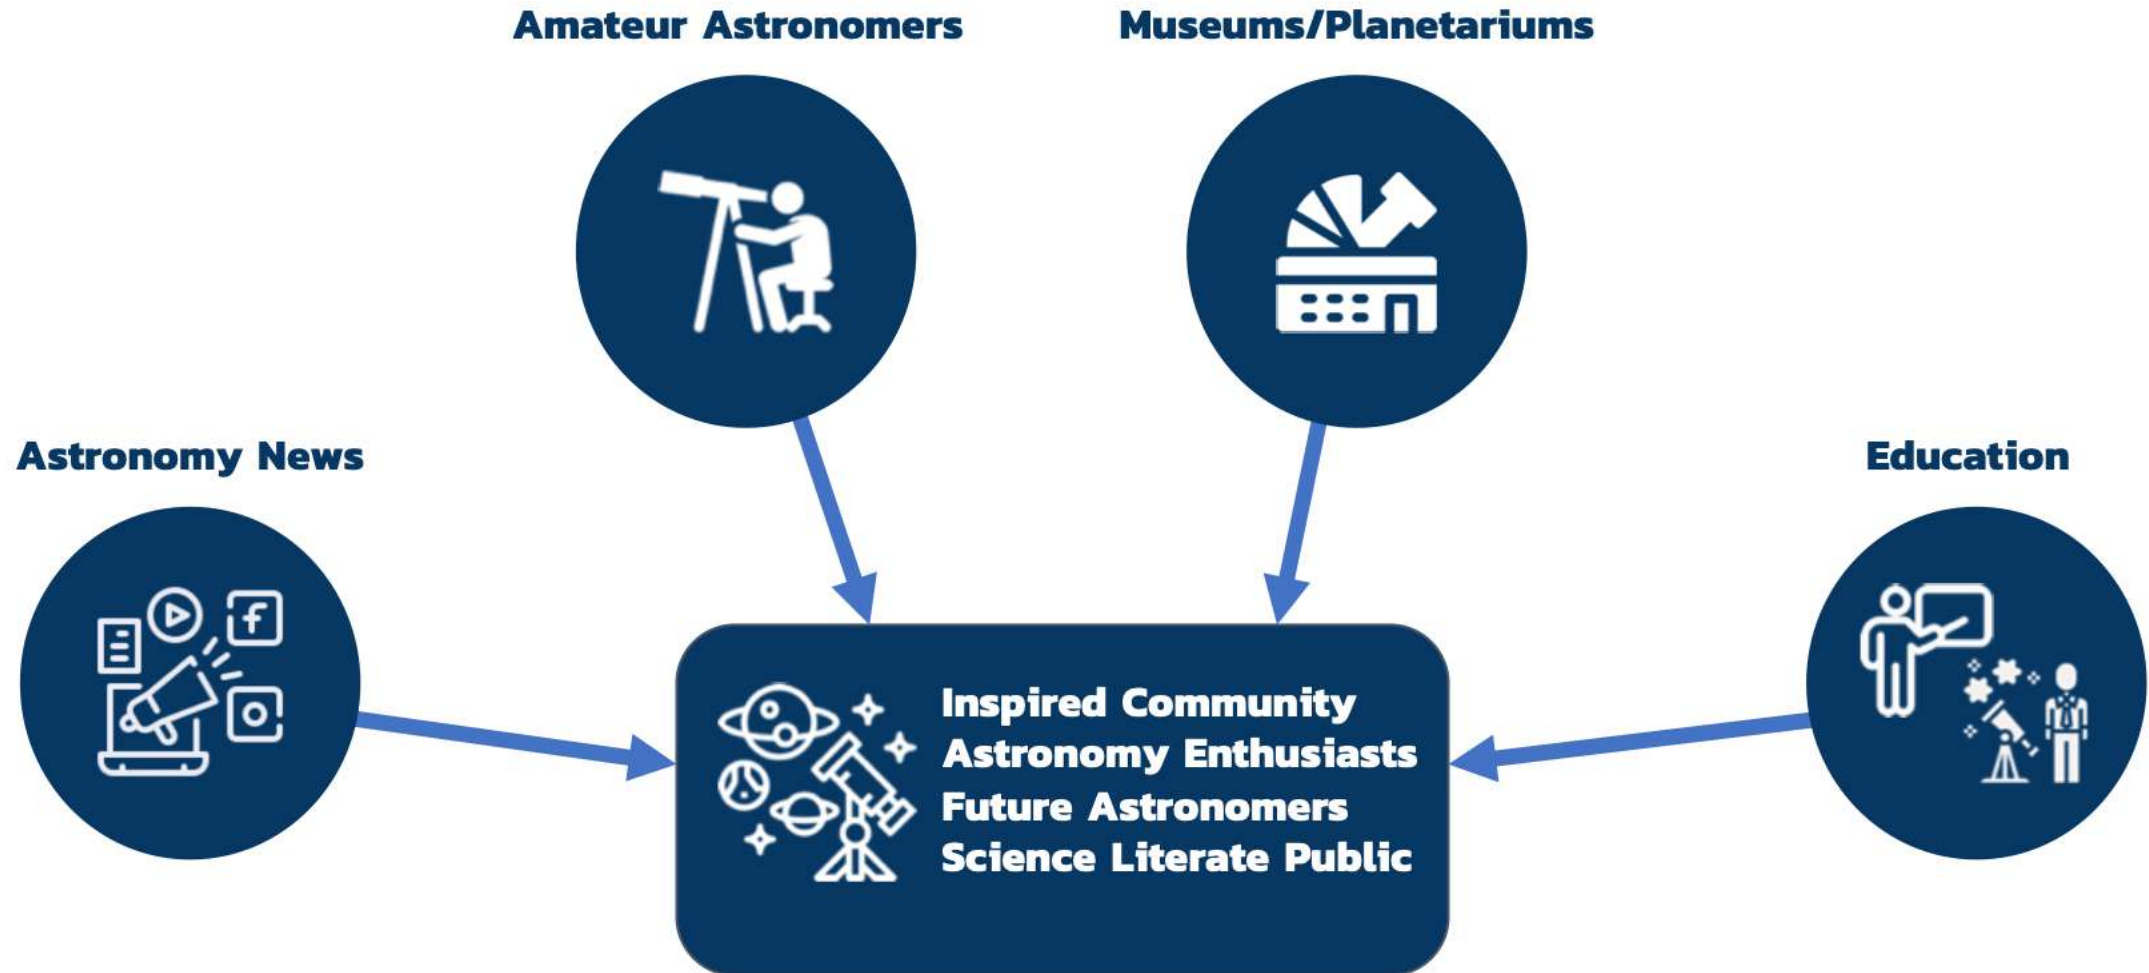 Amateur Astronomers
Museums/Planetariums
Astronomy News
Education
Inspired Community
Astronomy Enthusiasts
Future Astronomers
Science Literate Public